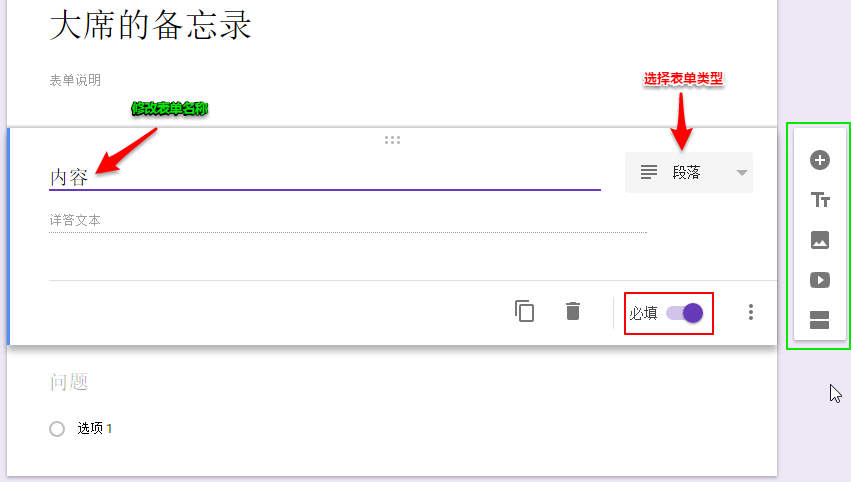 大席的备忘录
表单说明
选择表单类型
修改表单名称
内容
段落
详答文本
必填
Tт
问题
选项 1